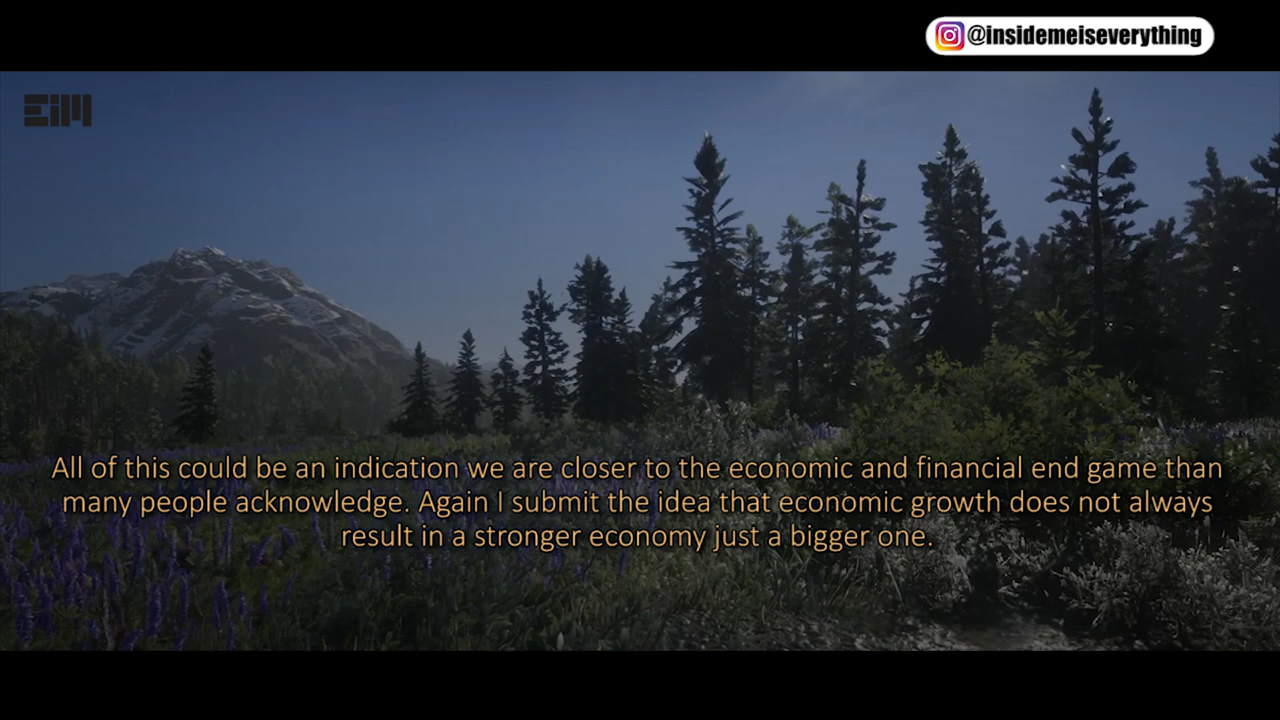 @insidemeiseverything
EiM
All of this could be an indication we are closer to the economic and financial end game than
many people acknowledge. Again I submit the idea that economic growth does not always
result in a stronger economy just a bigger one.